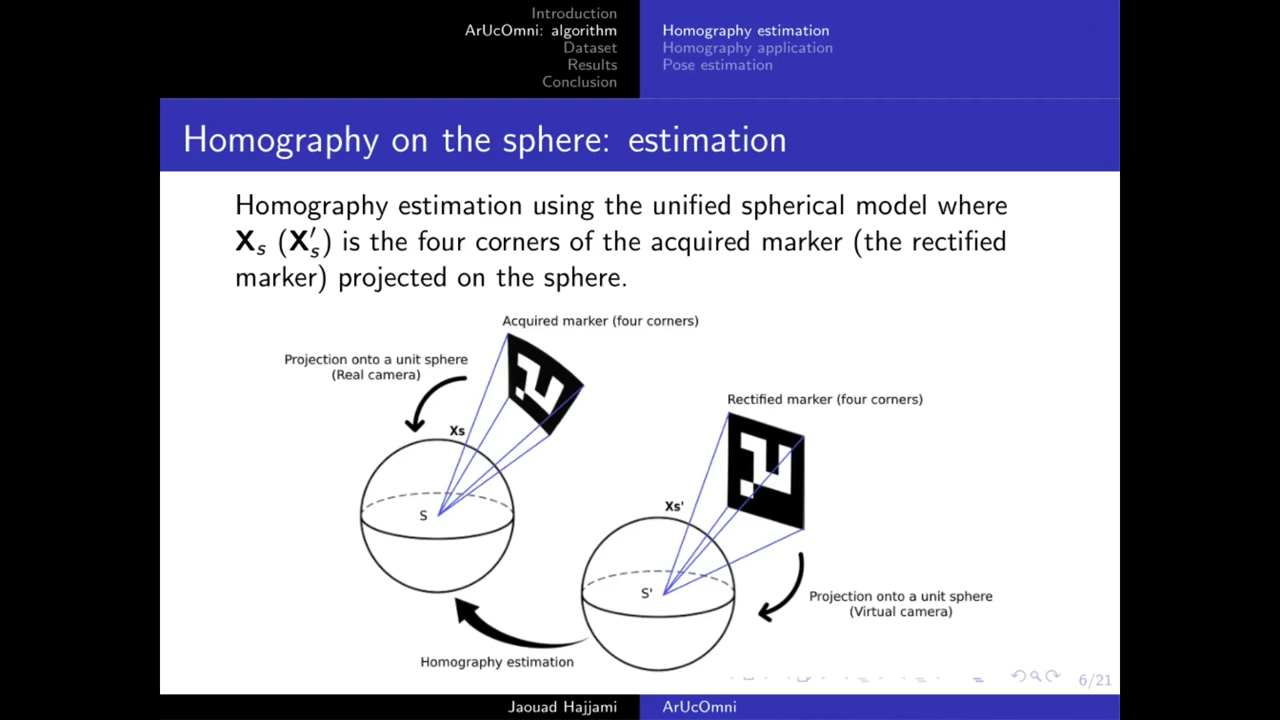 Introduction
ArUcOmni: algorithm
Dataset
Results
Conclusion
Homography estimation
Homography application
Pose estimation
Homography on the sphere: estimation
Homography estimation using the unified spherical model where
Xs (X's) is the four corners of the acquired marker (the rectified
marker) projected on the sphere.
Acquired marker (four corners)
Projection onto a unit sphere
(Real camera)
Xs
S
Rectified marker (four corners)
Xs'
S'
Projection onto a unit sphere
(Virtual camera)
Homography estimation
6/21
Jaouad Hajjami
ArUcOmni